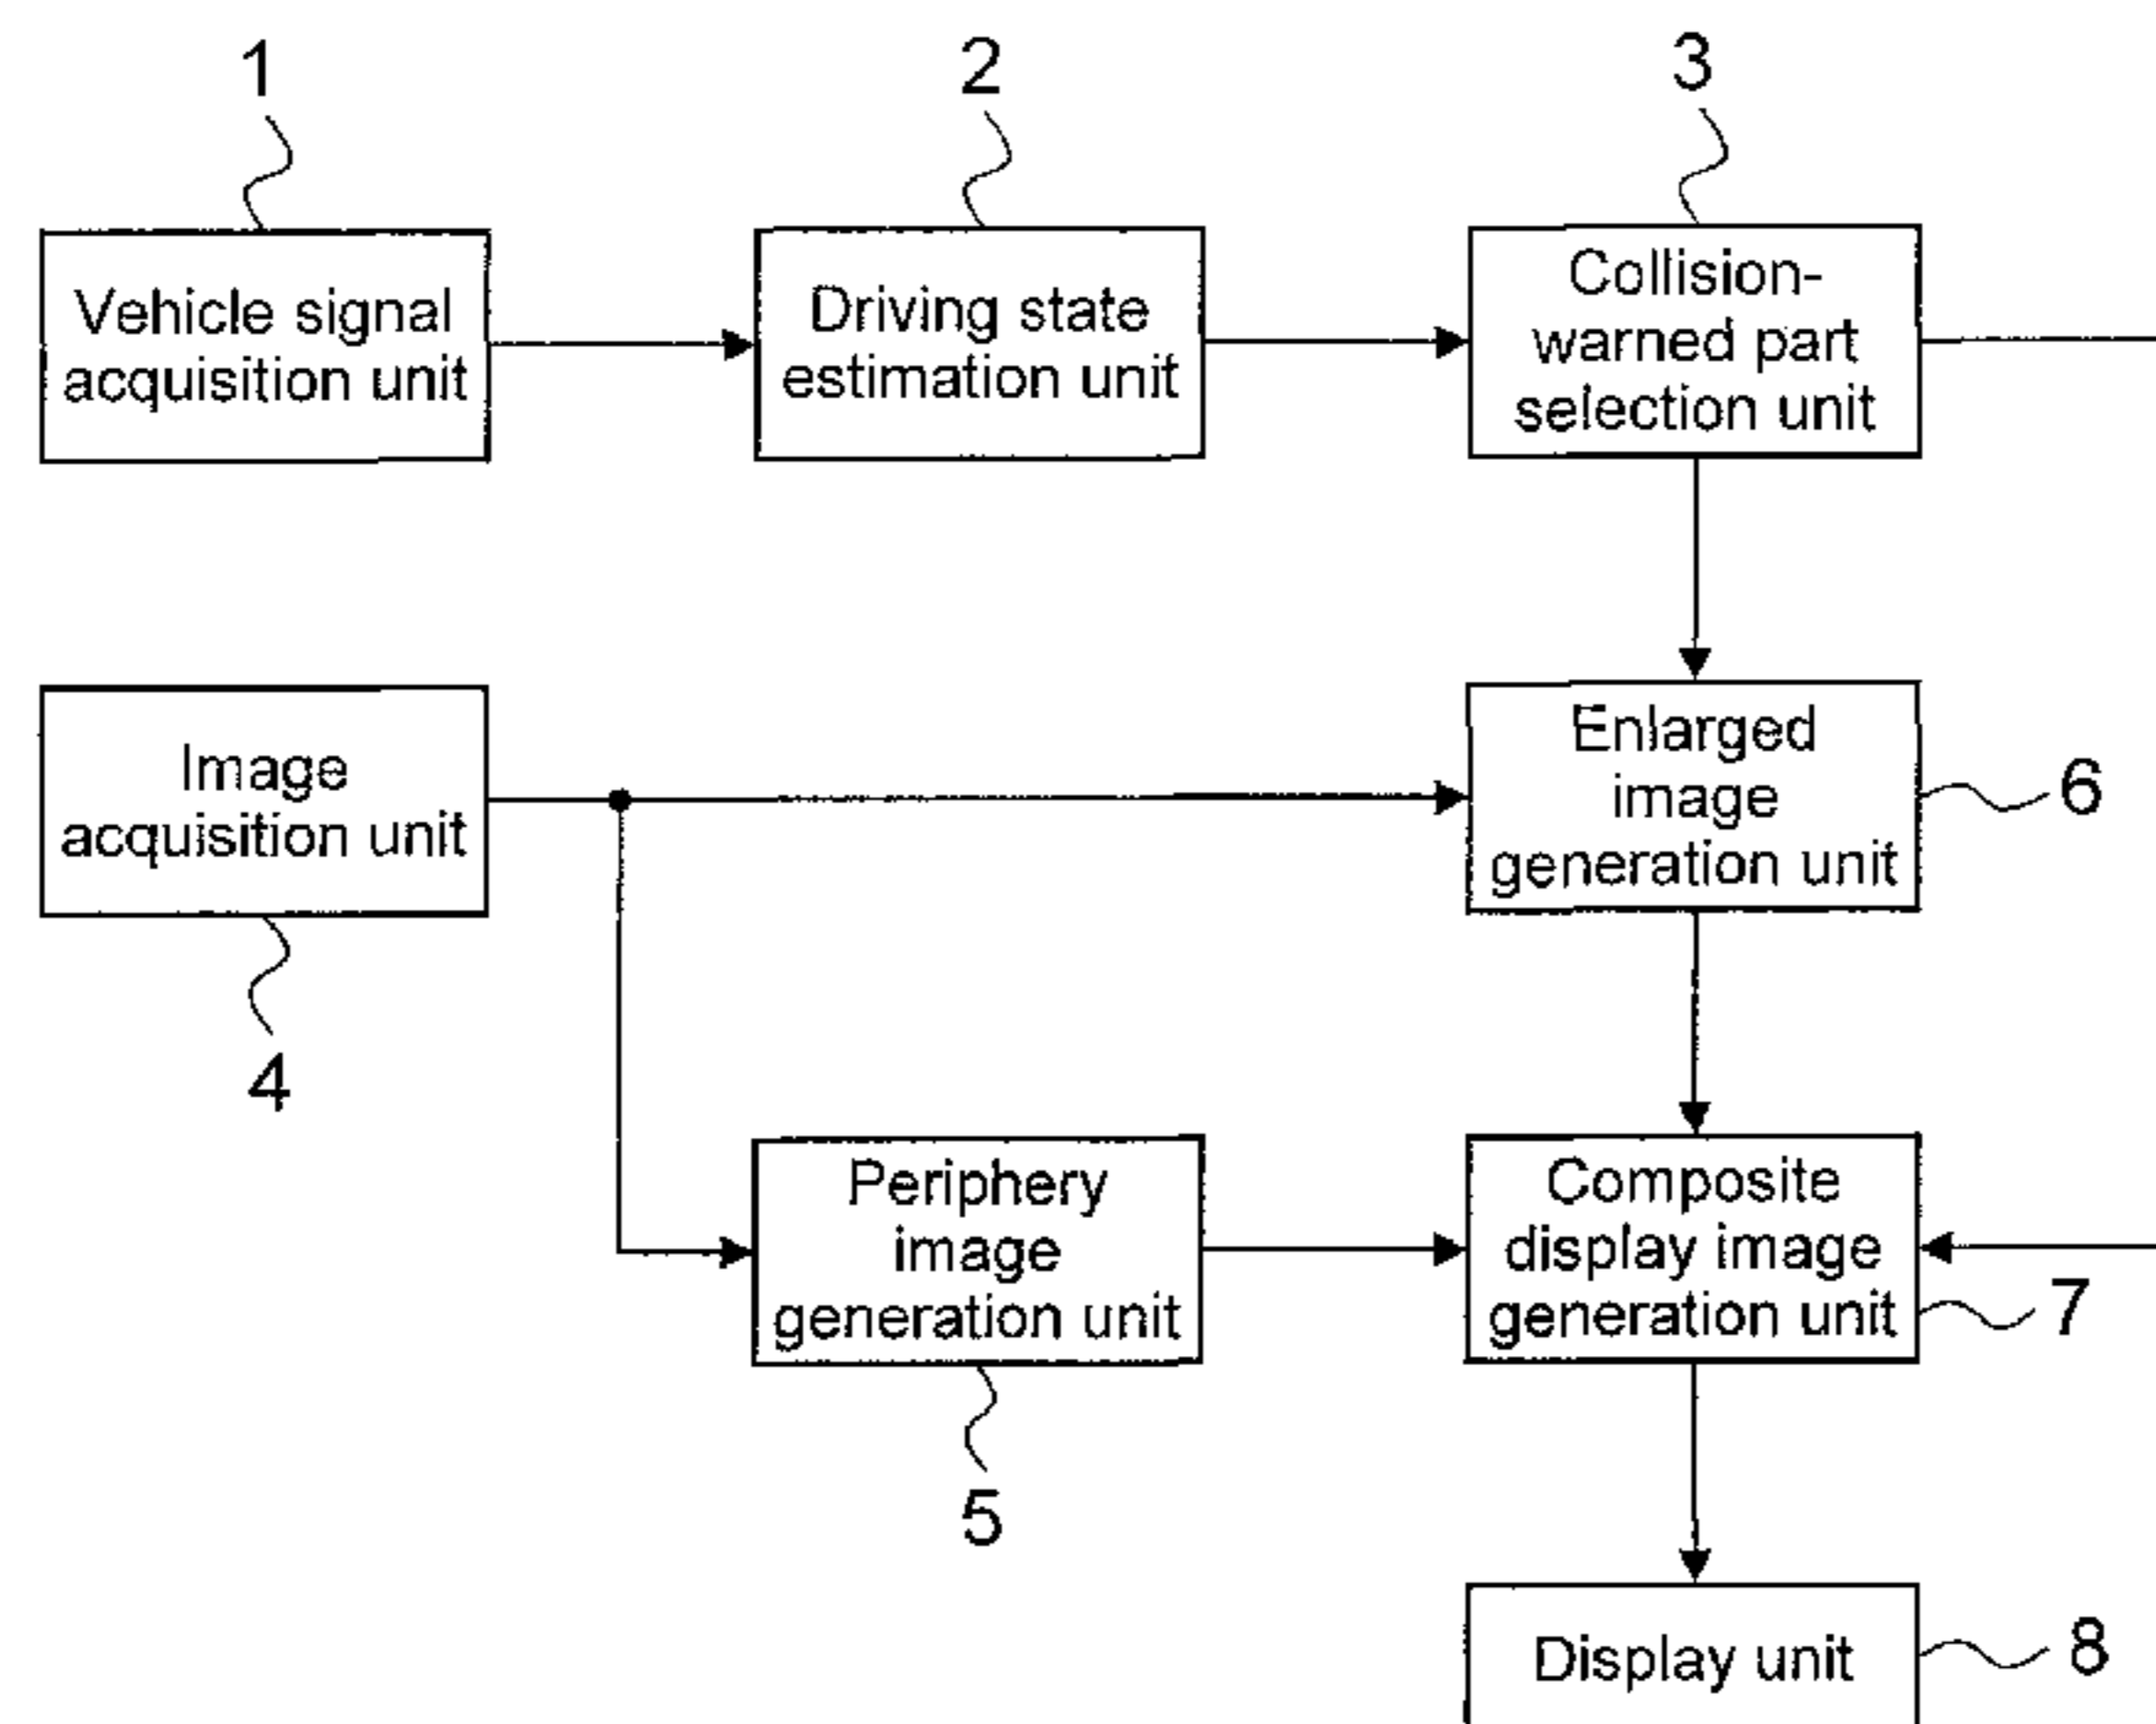 1
2
3
Vehicle signal
acquisition unit
Driving state
estimation unit
Collision-
warned part
selection unit
Image
acquisition unit
4
Enlarged
image
generation unit
6
Periphery
image
generation unit
5
Composite
display image
generation unit
7
Display unit
8